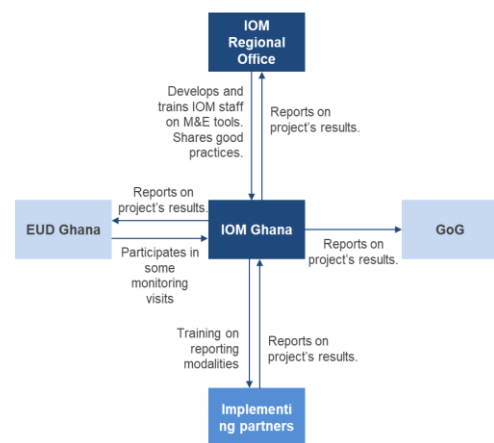 IOM
Regional
Office
Develops and
trains IOM staff
on M&E tools.
Shares good
practices.
Reports on
project's results.
Reports on
project's results.
EUD Ghana
IOM Ghana
GoG
Participates in
some
monitoring
visits
Reports on
project's results.
Training on
reporting
modalities
Reports on
project's results.
Implementi
ng partners